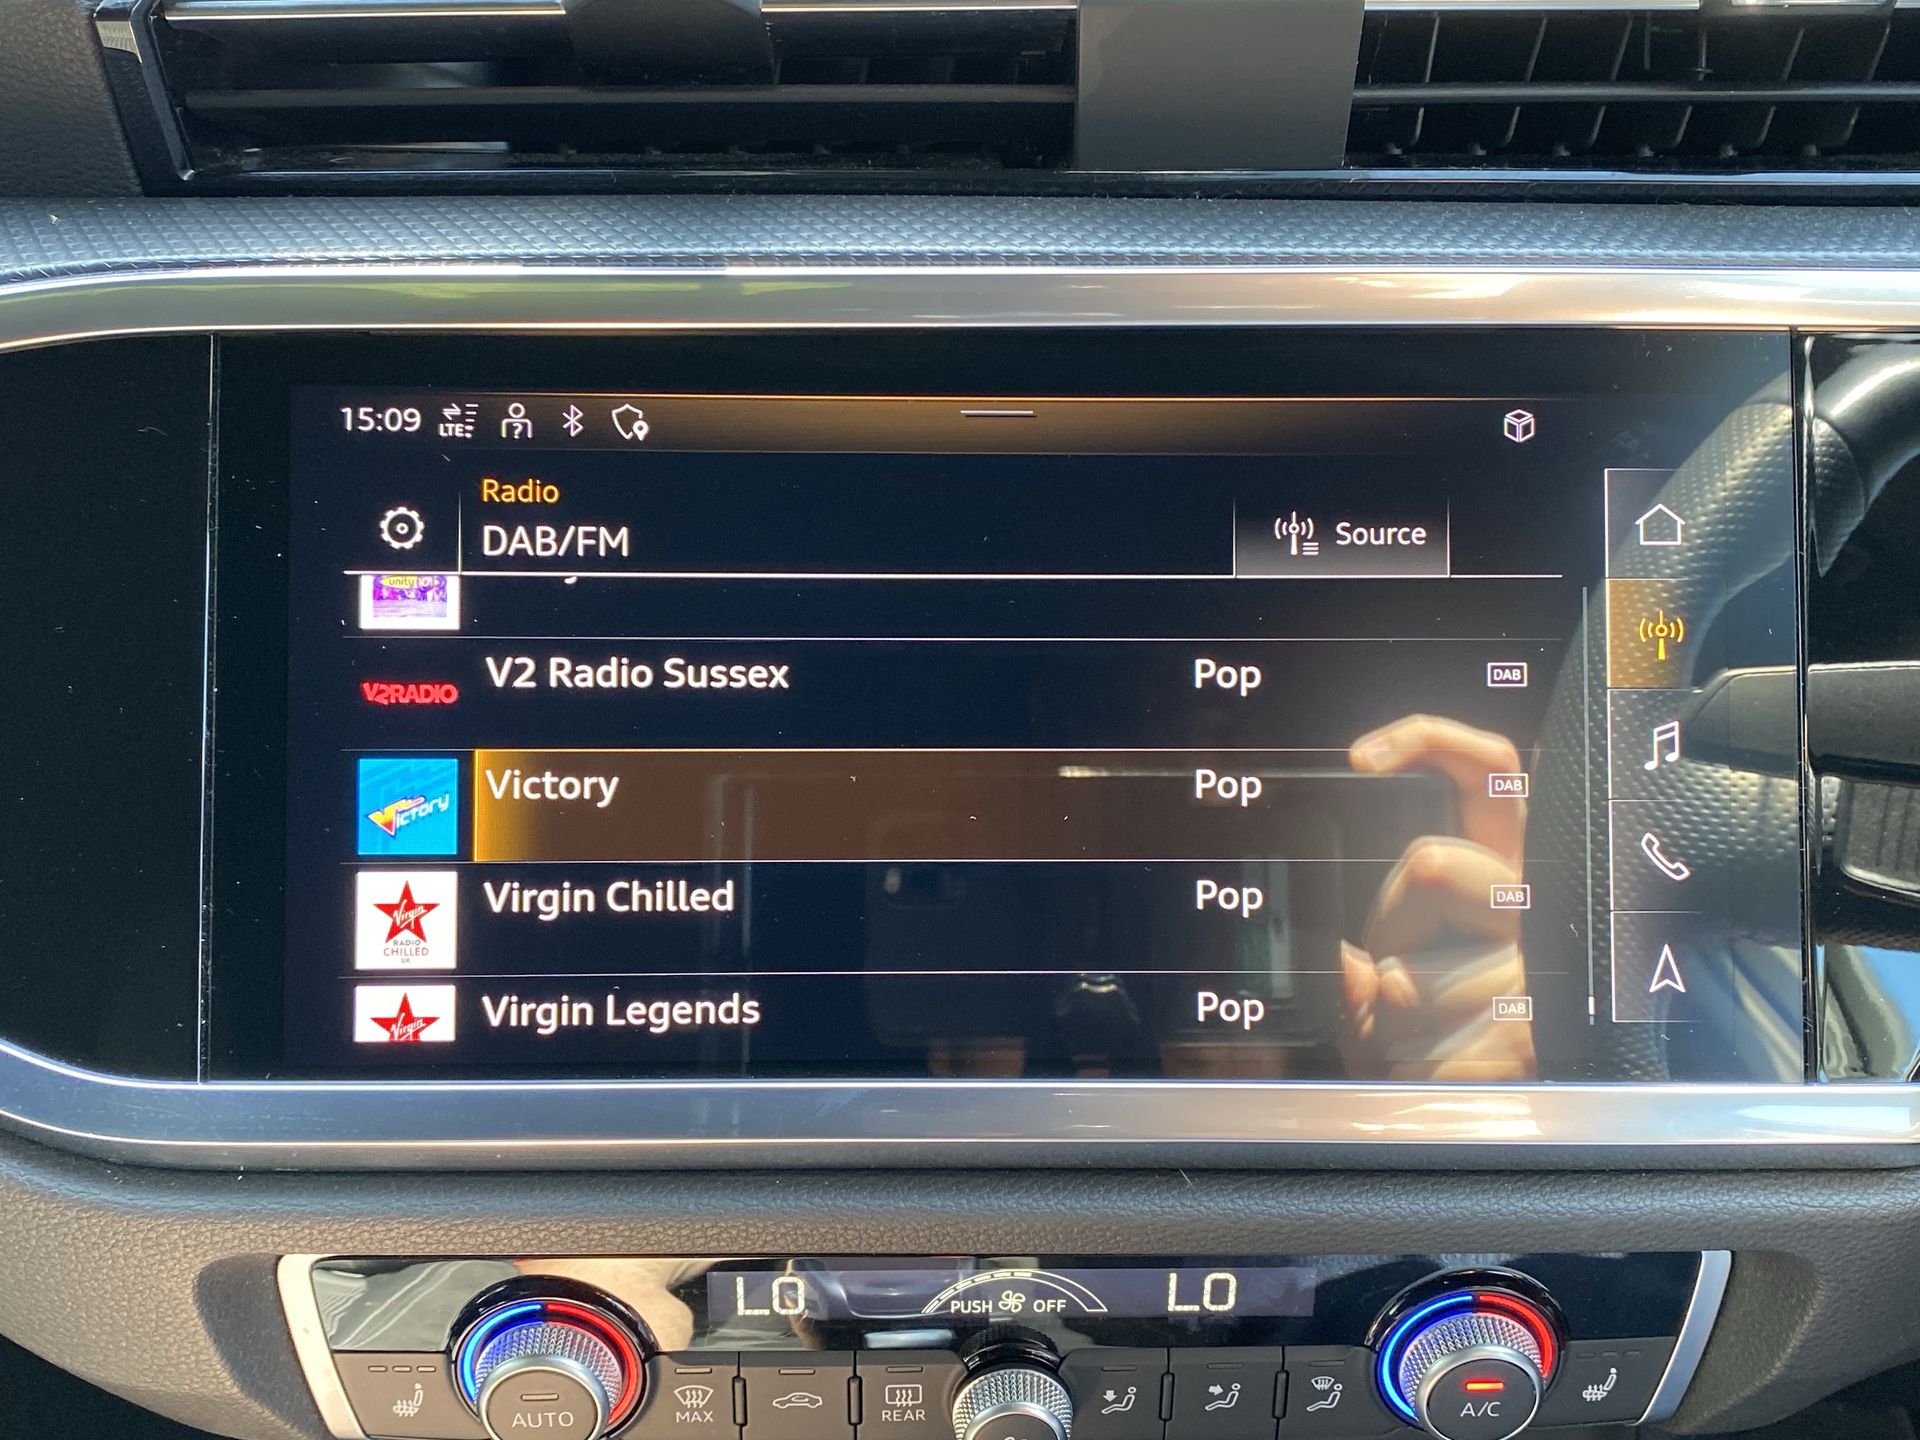 15:09
LTE
?
Radio
DAB/FM
Source
unity 101
V2RADIO
V2 Radio Sussex
Pop
DAB
Victory
Victory
Pop
DAB
Virgin
RADIO
CHILLED
UK
Virgin Chilled
Pop
DAB
Virgin
Virgin Legends
Pop
DAB
LO
PUSH OFF
LO
AUTO
MAX
REAR
A/C